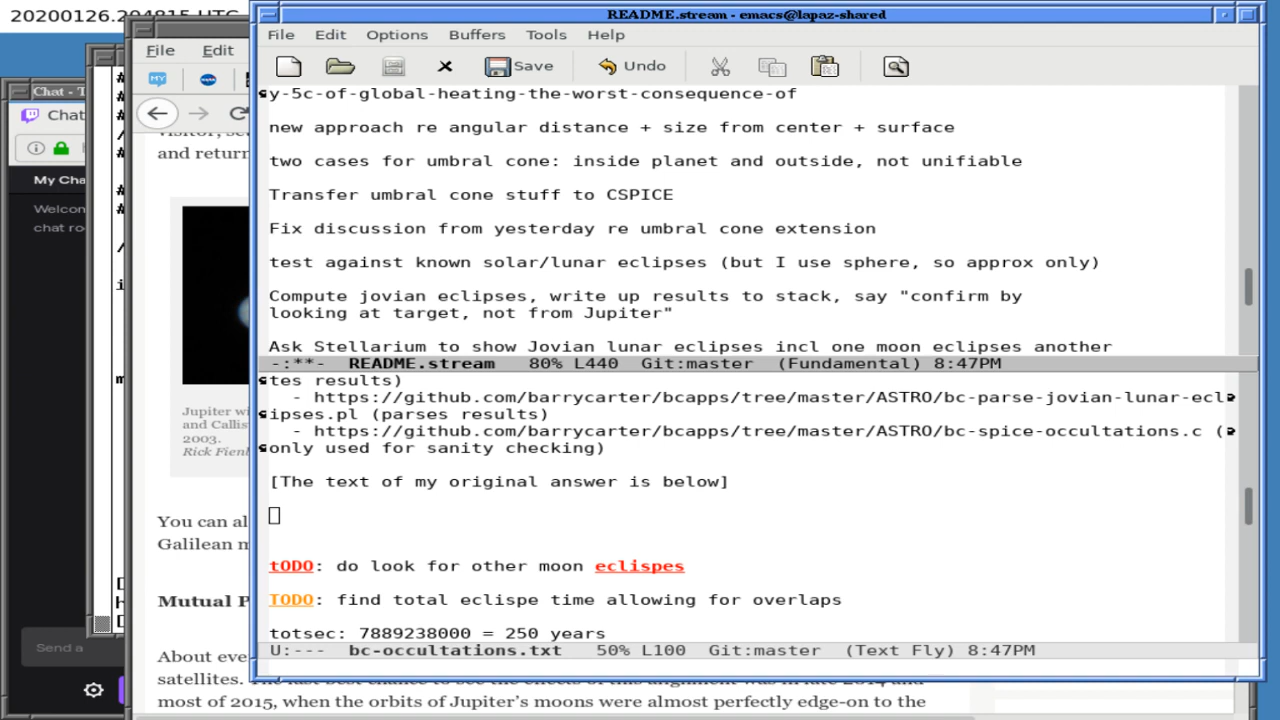 20200126.204815 UTC
README.stream - emacs@lapaz-shared
File Edit Options Buffers Tools Help
Save Undo
y-5c-of-global-heating-the-worst-consequence-of
new approach re angular distance + size from center + surface
two cases for umbral cone: inside planet and outside, not unifiable
Transfer umbral cone stuff to CSPICE
Fix discussion from yesterday re umbral cone extension
test against known solar/lunar eclipses (but I use sphere, so approx only)
Compute jovian eclipses, write up results to stack, say "confirm by
looking at target, not from Jupiter"
Ask Stellarium to show Jovian lunar eclipses incl one moon eclipses another
-:**- README.stream 80% L440 Git:master (Fundamental) 8:47PM
tes results)
- https://github.com/barrycarter/bcapps/tree/master/ASTRO/bc-parse-jovian-lunar-ecl
ipses.pl (parses results)
- https://github.com/barrycarter/bcapps/tree/master/ASTRO/bc-spice-occultations.c (
only used for sanity checking)
[The text of my original answer is below]
tODO: do look for other moon eclispes
TODO: find total eclispe time allowing for overlaps
totsec: 7889238000 = 250 years
U:--- bc-occultations.txt 50% L100 Git:master (Text Fly) 8:47PM
File Edit
MY
and return
Jupiter wi
and Callis
2003.
Rick Fien
You can al
Galilean m
Mutual P
About eve
satellites.
most of 2015, when the orbits of Jupiter's moons were almost perfectly edge-on to the
Chat - T
Chat
My Cha
Welcon
chat ro
Send a